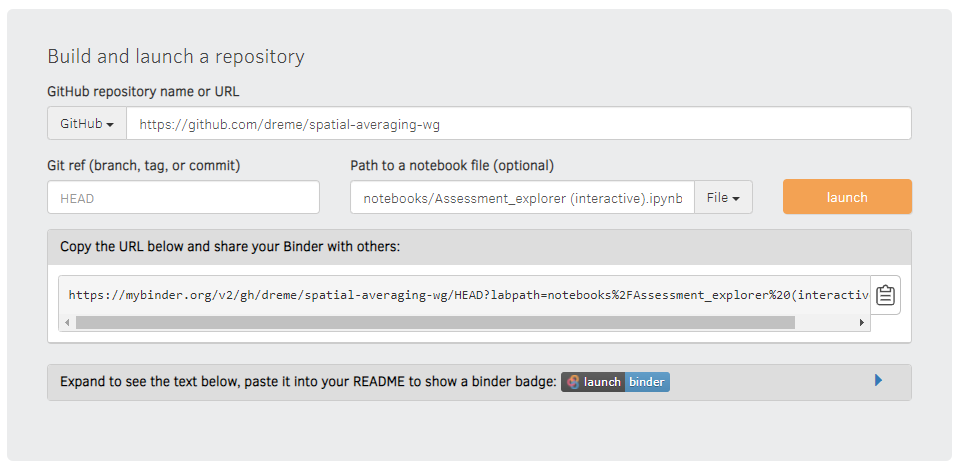 Build and launch a repository
GitHub repository name or URL
GitHub
https://github.com/dreme/spatial-averaging-wg
Git ref (branch, tag, or commit)
Path to a notebook file (optional)
HEAD
notebooks/Assessment_explorer (interactive).ipynb
File
launch
Copy the URL below and share your Binder with others:
https://mybinder.org/v2/gh/dreme/spatial-averaging-wg/HEAD?labpath=notebooks%2FAssessment_explorer%20(interactiv
Expand to see the text below, paste it into your README to show a binder badge: launch binder